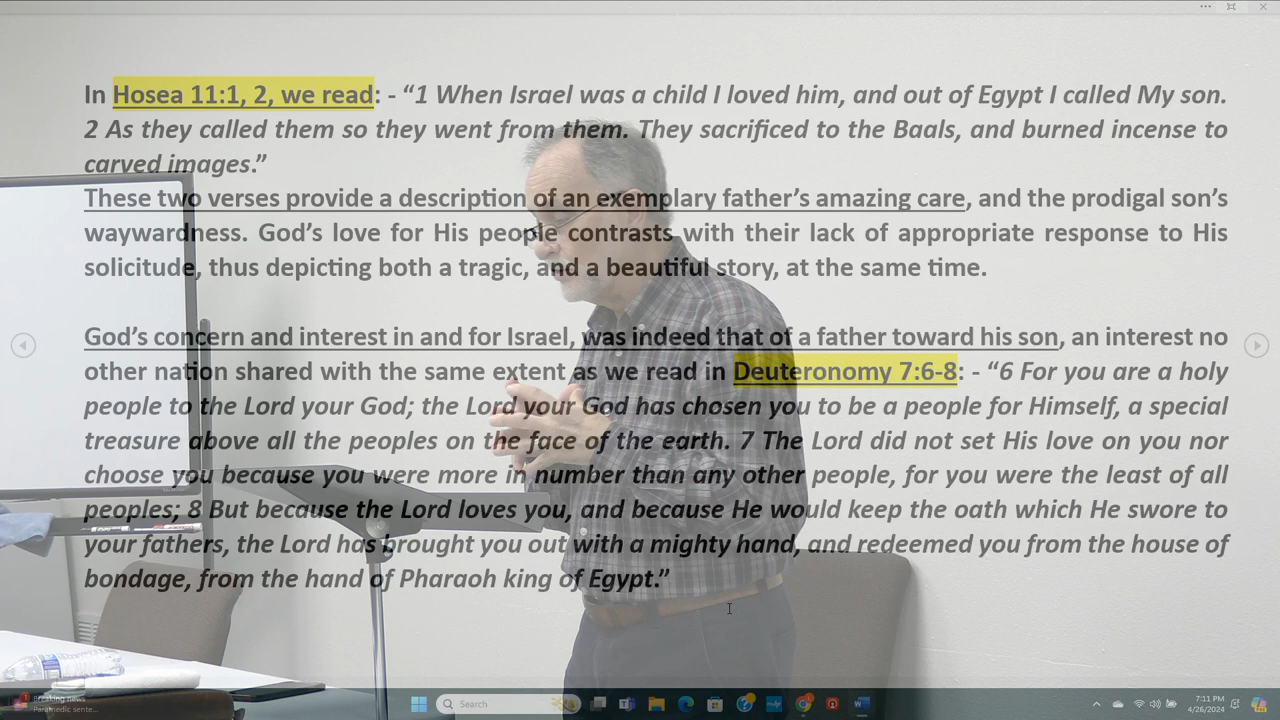 In Hosea 11:1, 2, we read: - “1 When Israel was a child I loved him, and out of Egypt I called My son.
2 As they called them so they went from them. They sacrificed to the Baals, and burned incense to
carved images.”
These two verses provide a description of an exemplary father’s amazing care, and the prodigal son’s
waywardness. God’s love for His people contrasts with their lack of appropriate response to His
solicitude, thus depicting both a tragic, and a beautiful story, at the same time.
God’s concern and interest in and for Israel, was indeed that of a father toward his son, an interest no
other nation shared with the same extent as we read in Deuteronomy 7:6-8: - “6 For you are a holy
people to the Lord your God; the Lord your God has chosen you to be a people for Himself, a special
treasure above all the peoples on the face of the earth. 7 The Lord did not set His love on you nor
choose you because you were more in number than any other people, for you were the least of all
peoples; 8 But because the Lord loves you, and because He would keep the oath which He swore to
your fathers, the Lord has brought you out with a mighty hand, and redeemed you from the house of
bondage, from the hand of Pharaoh king of Egypt.”
Breaking news
Paramedic sente...
Search
7:11 PM
4/26/2024